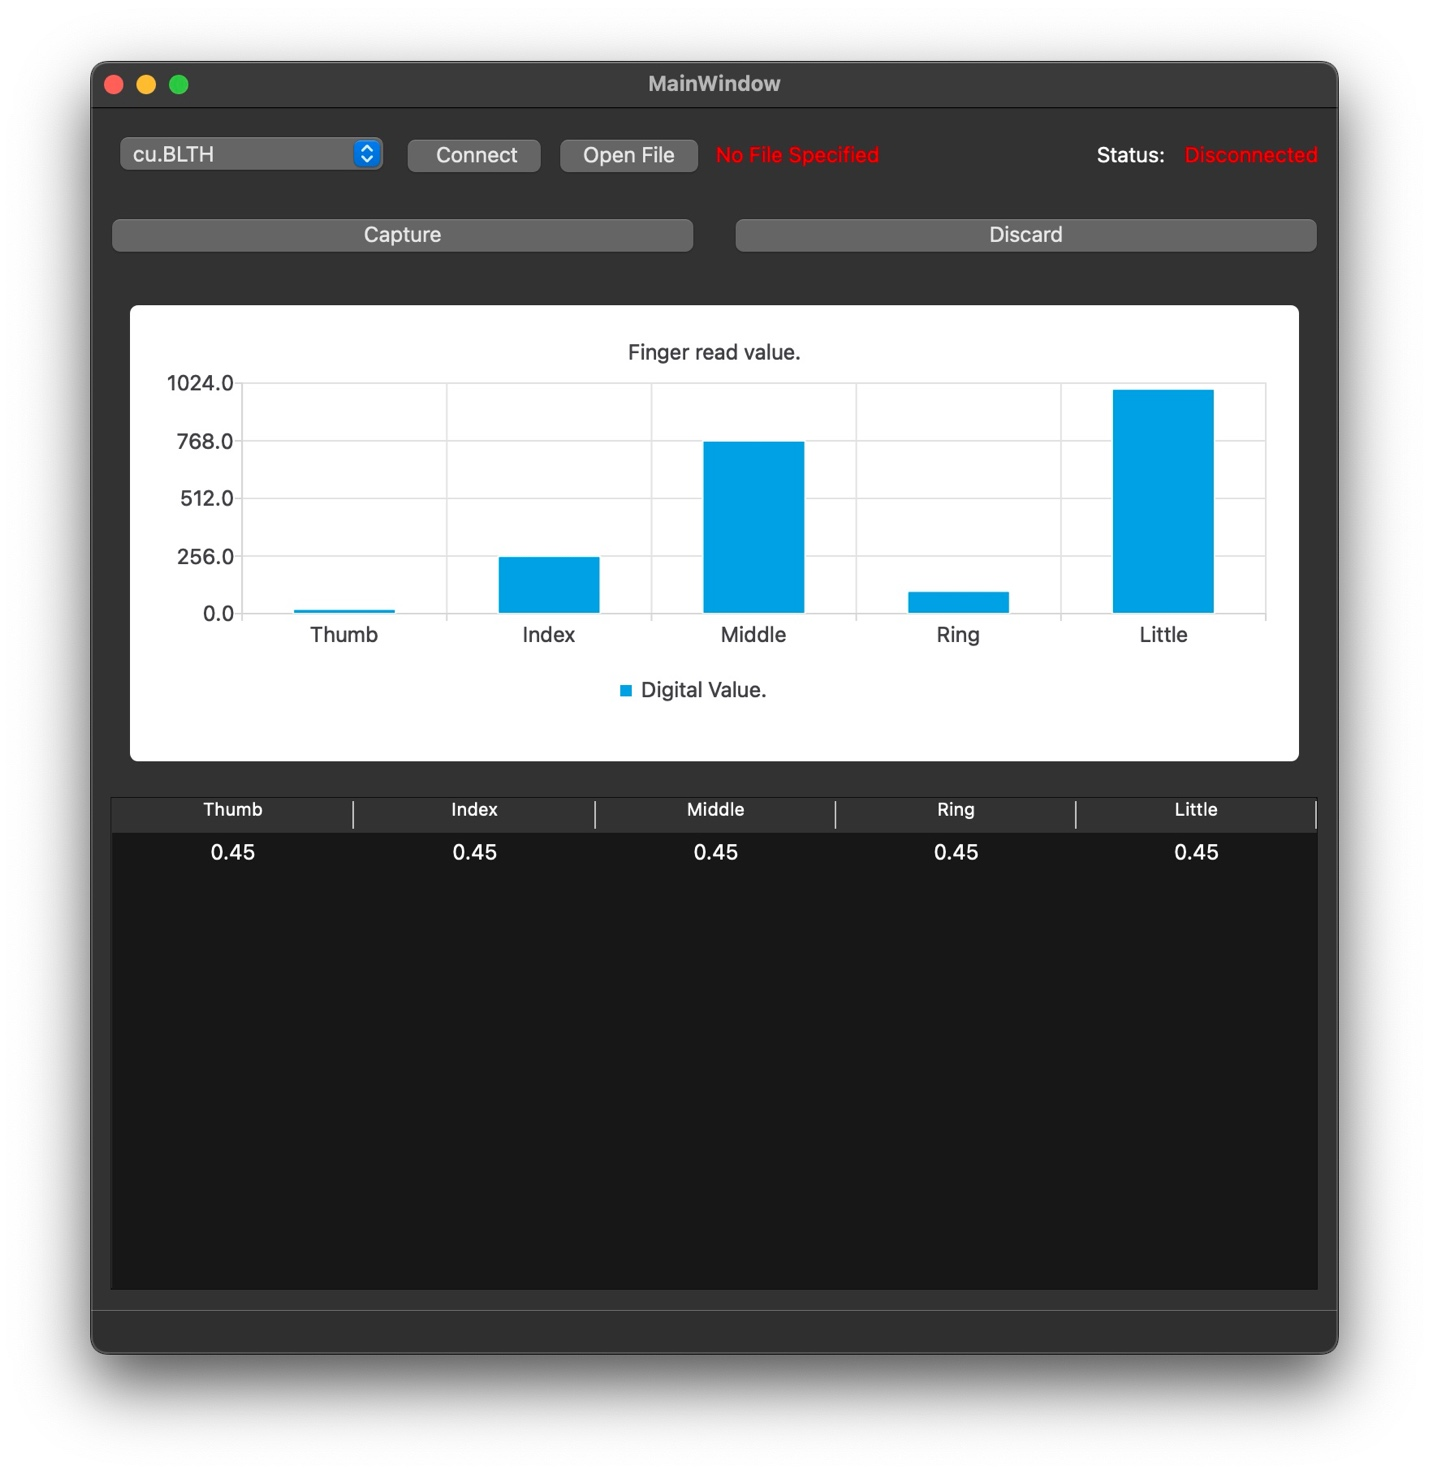 MainWindow
cu.BLTH Connect Open File No File Specified Status: Disconnected
Capture Discard
Finger read value.
1024.0
768.0
512.0
256.0
0.0
Thumb Index Middle Ring Little
Digital Value.
Thumb Index Middle Ring Little
0.45 0.45 0.45 0.45 0.45